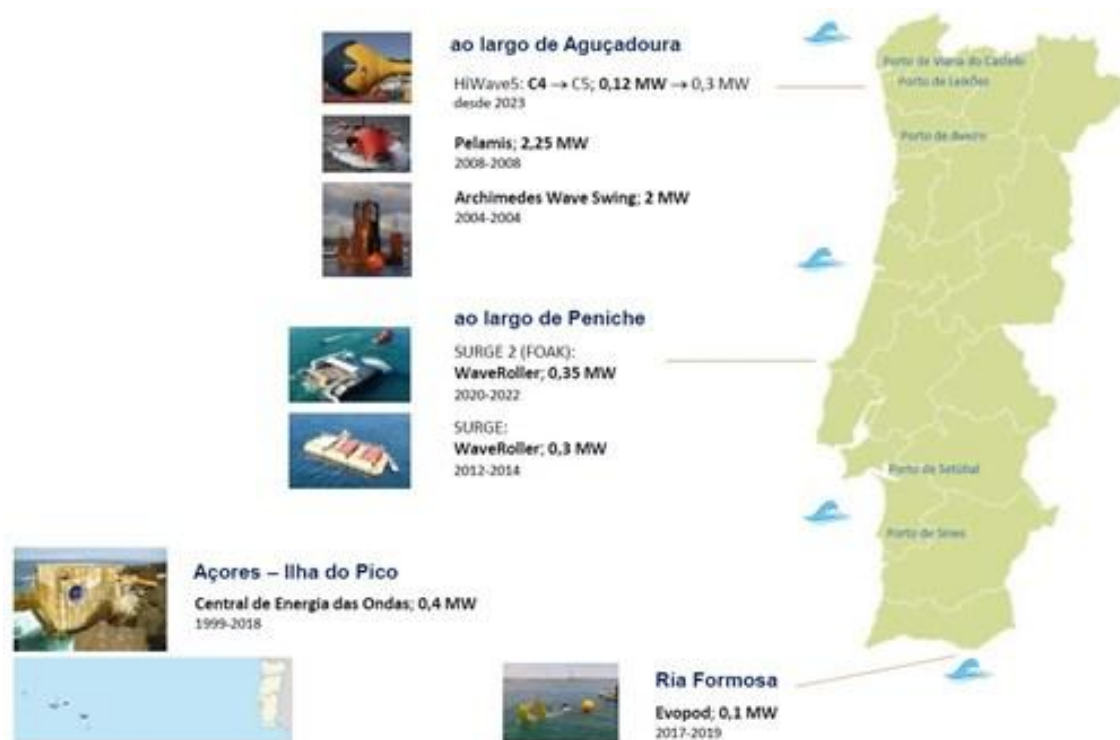 ao largo de Aguçadoura
HiWave5: C4 → C5; 0,12 MW → 0,3 MW
desde 2023
Pelamis; 2,25 MW
2008-2008
Archimedes Wave Swing; 2 MW
2004-2004
ao largo de Peniche
SURGE 2 (FOAK):
WaveRoller; 0,35 MW
2020-2022
SURGE:
WaveRoller; 0,3 MW
2012-2014
Açores – Ilha do Pico
Central de Energia das Ondas; 0,4 MW
1999-2018
Ria Formosa
Evopod; 0,1 MW
2017-2019
Porto de Viana do Castelo
Porto de Leixões
Porto de Aveiro
Porto de Setúbal
Porto de Sines